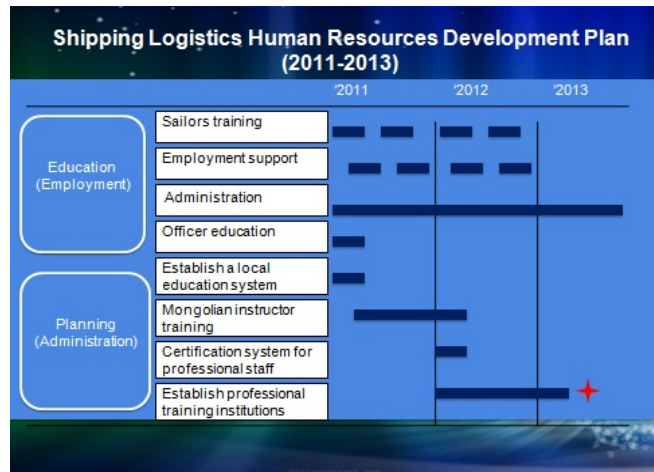 Shipping Logistics Human Resources Development Plan
(2011-2013)
'2011 '2012 '2013
Education
(Employment)
Sailors training
Employment support
Administration
Officer education
Planning
(Administration)
Establish a local
education system
Mongolian instructor
training
Certification system for
professional staff
Establish professional
training institutions